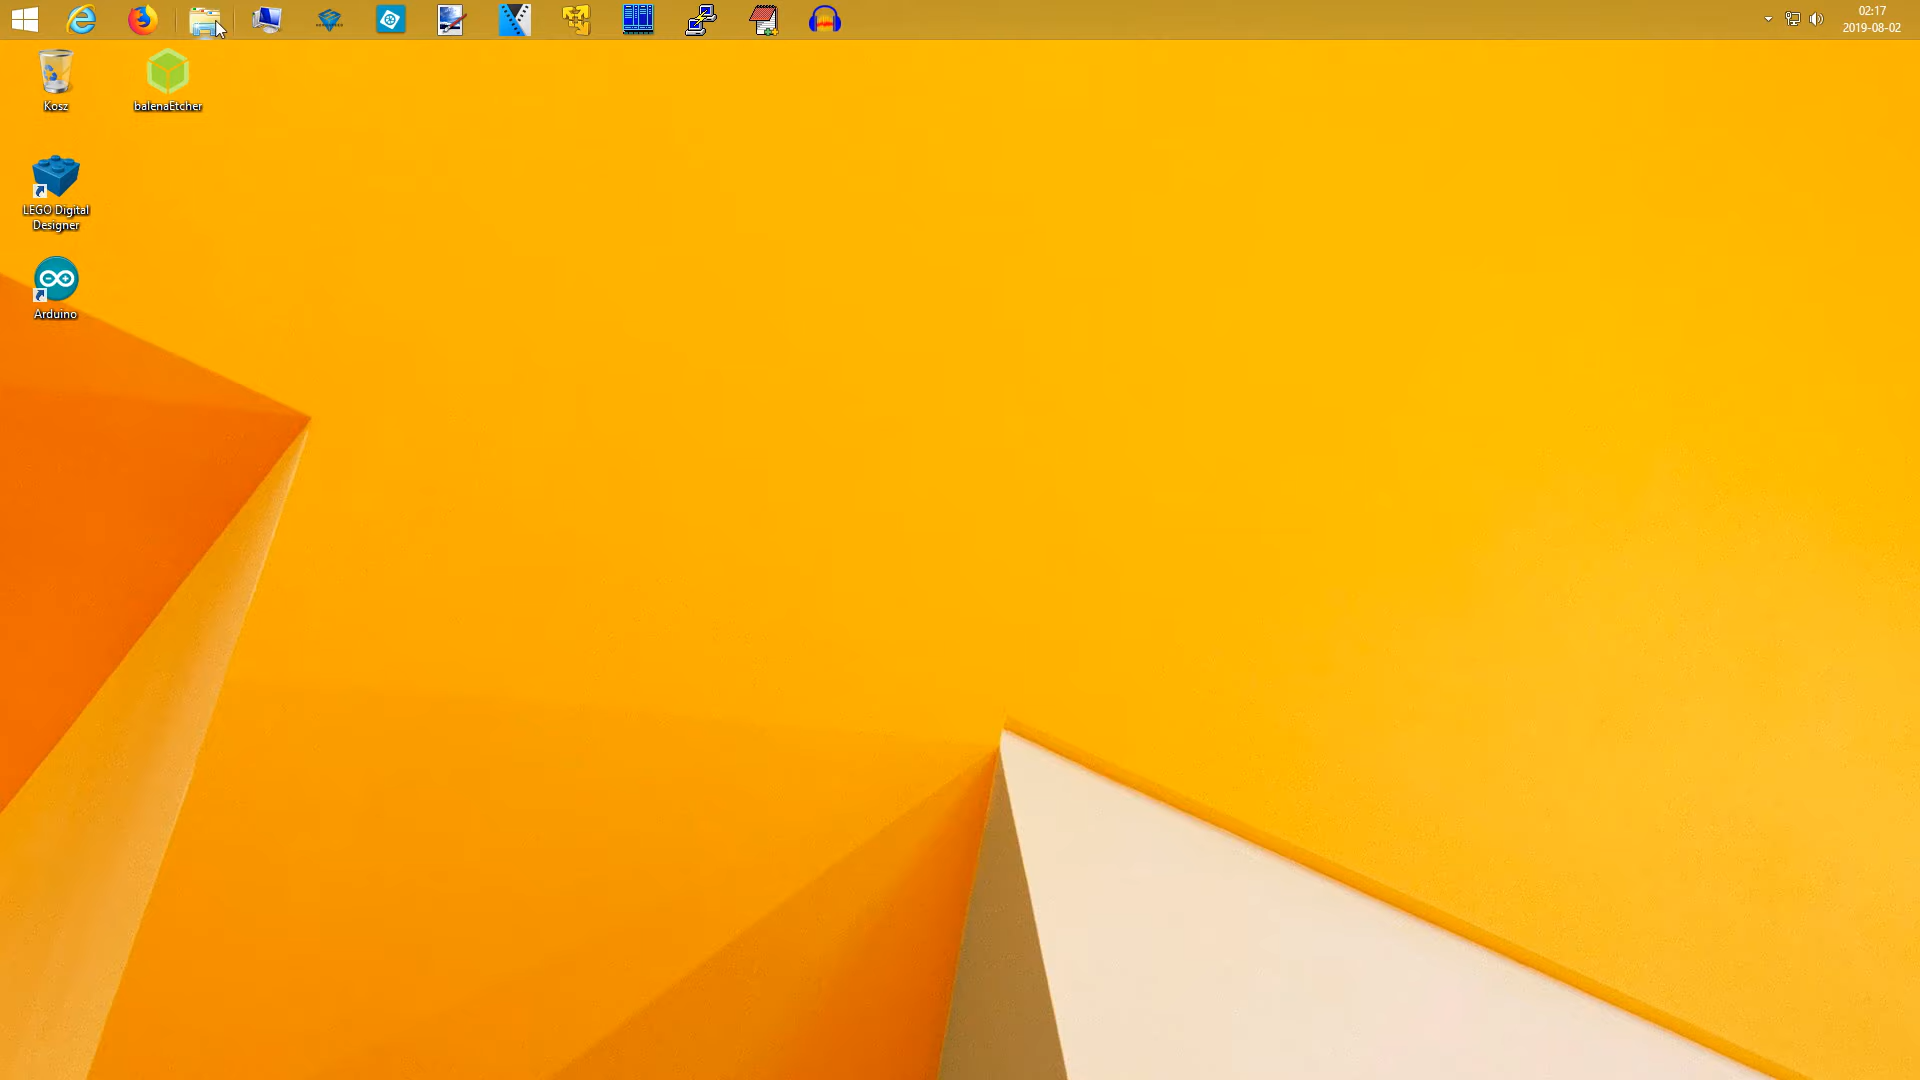 02:17
2019-08-02
Kosz
balenaEtcher
LEGO Digital
Designer
Arduino